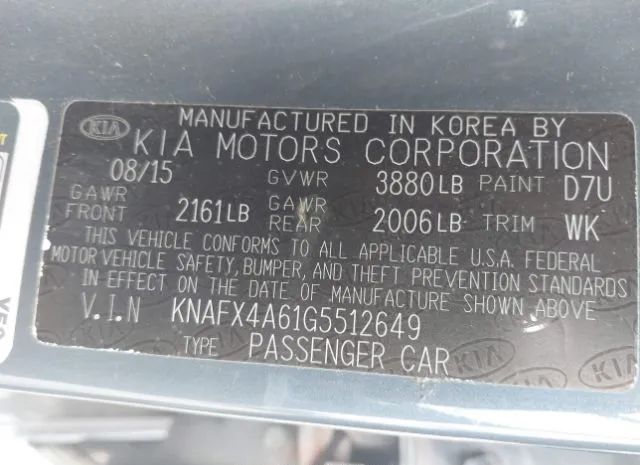 MANUFACTURED IN KOREA BY
KIA KIA MOTORS CORPORATION
08/15 GVWR 3880LB PAINT D7U
GAWR FRONT 2161LB GAWR REAR 2006LB TRIM WK
THIS VEHICLE CONFORMS TO ALL APPLICABLE U.S.A. FEDERAL
MOTOR VEHICLE SAFETY, BUMPER, AND THEFT PREVENTION STANDARDS
IN EFFECT ON THE DATE OF MANUFACTURE SHOWN ABOVE
V.I.N KNAFX4A61G5512649
TYPE PASSENGER CAR
KIA